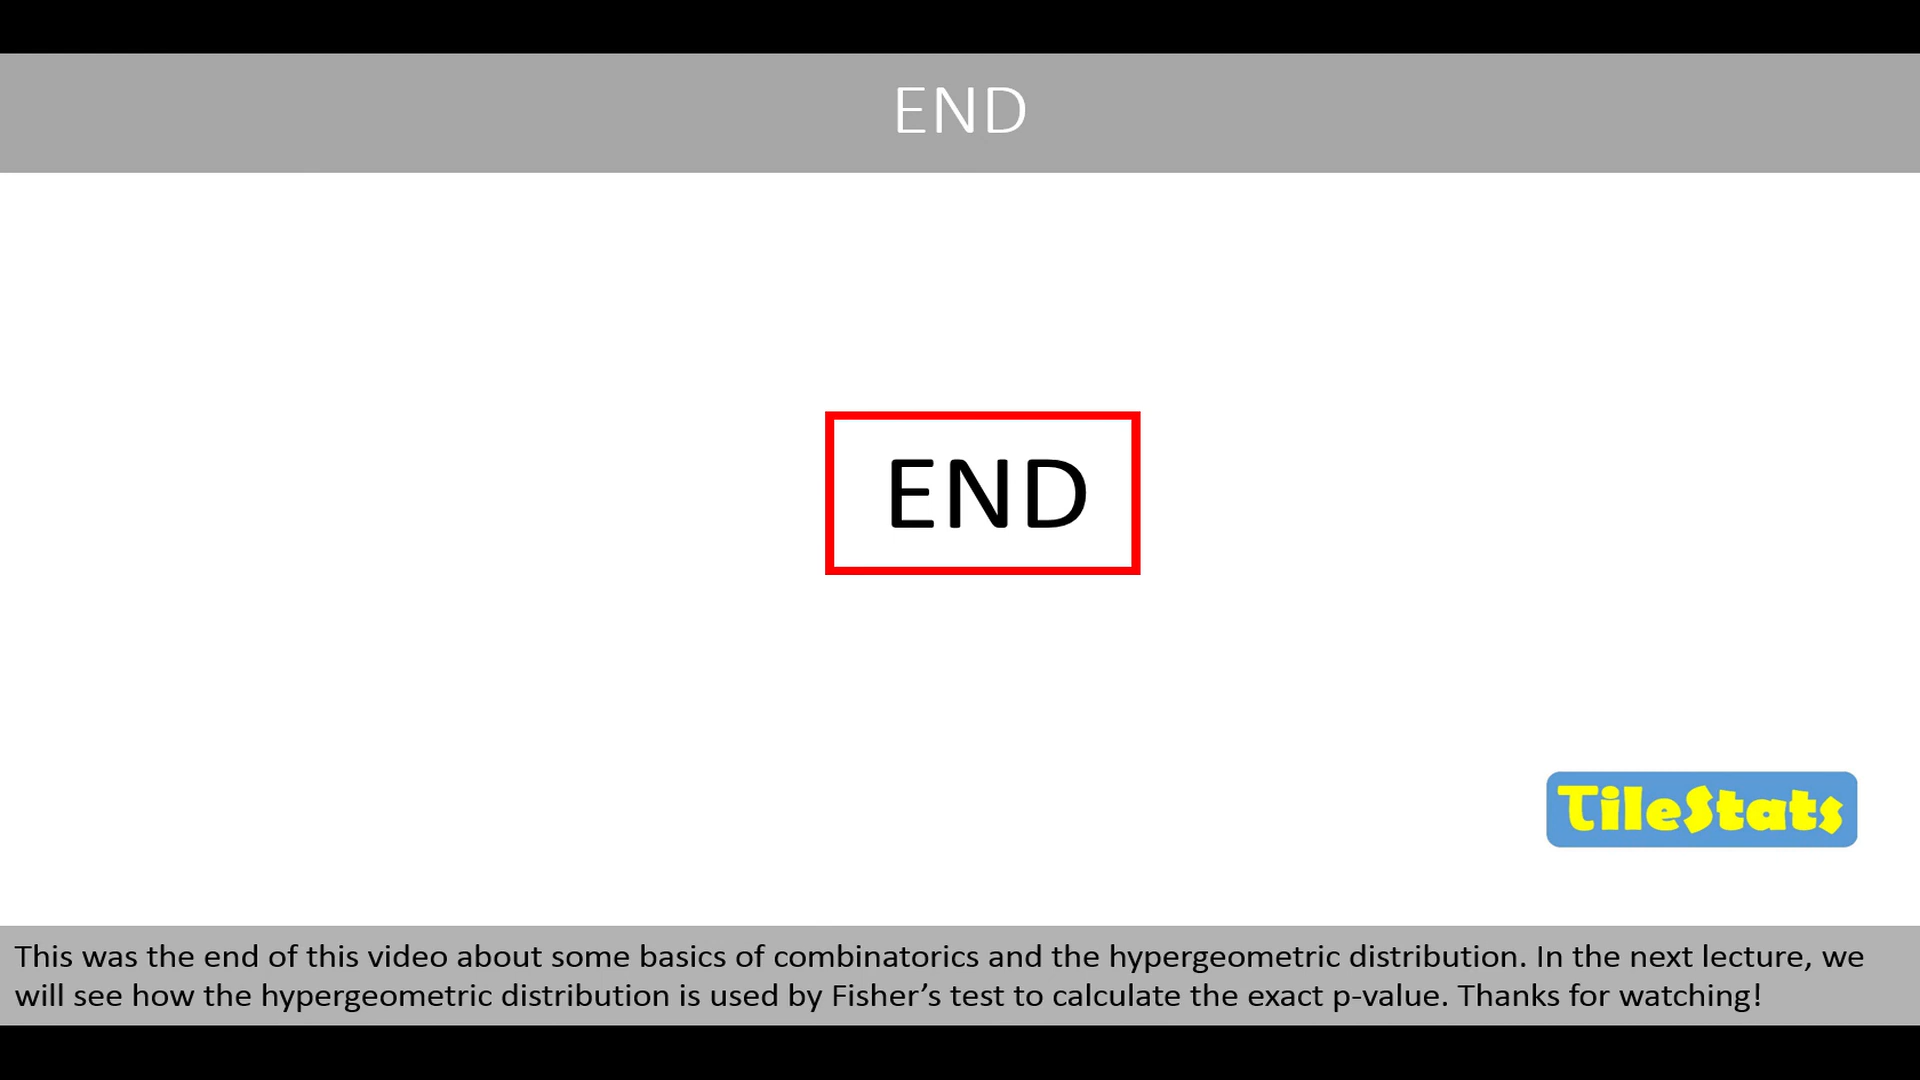 END
END
TileStats
This was the end of this video about some basics of combinatorics and the hypergeometric distribution. In the next lecture, we
will see how the hypergeometric distribution is used by Fisher’s test to calculate the exact p-value. Thanks for watching!